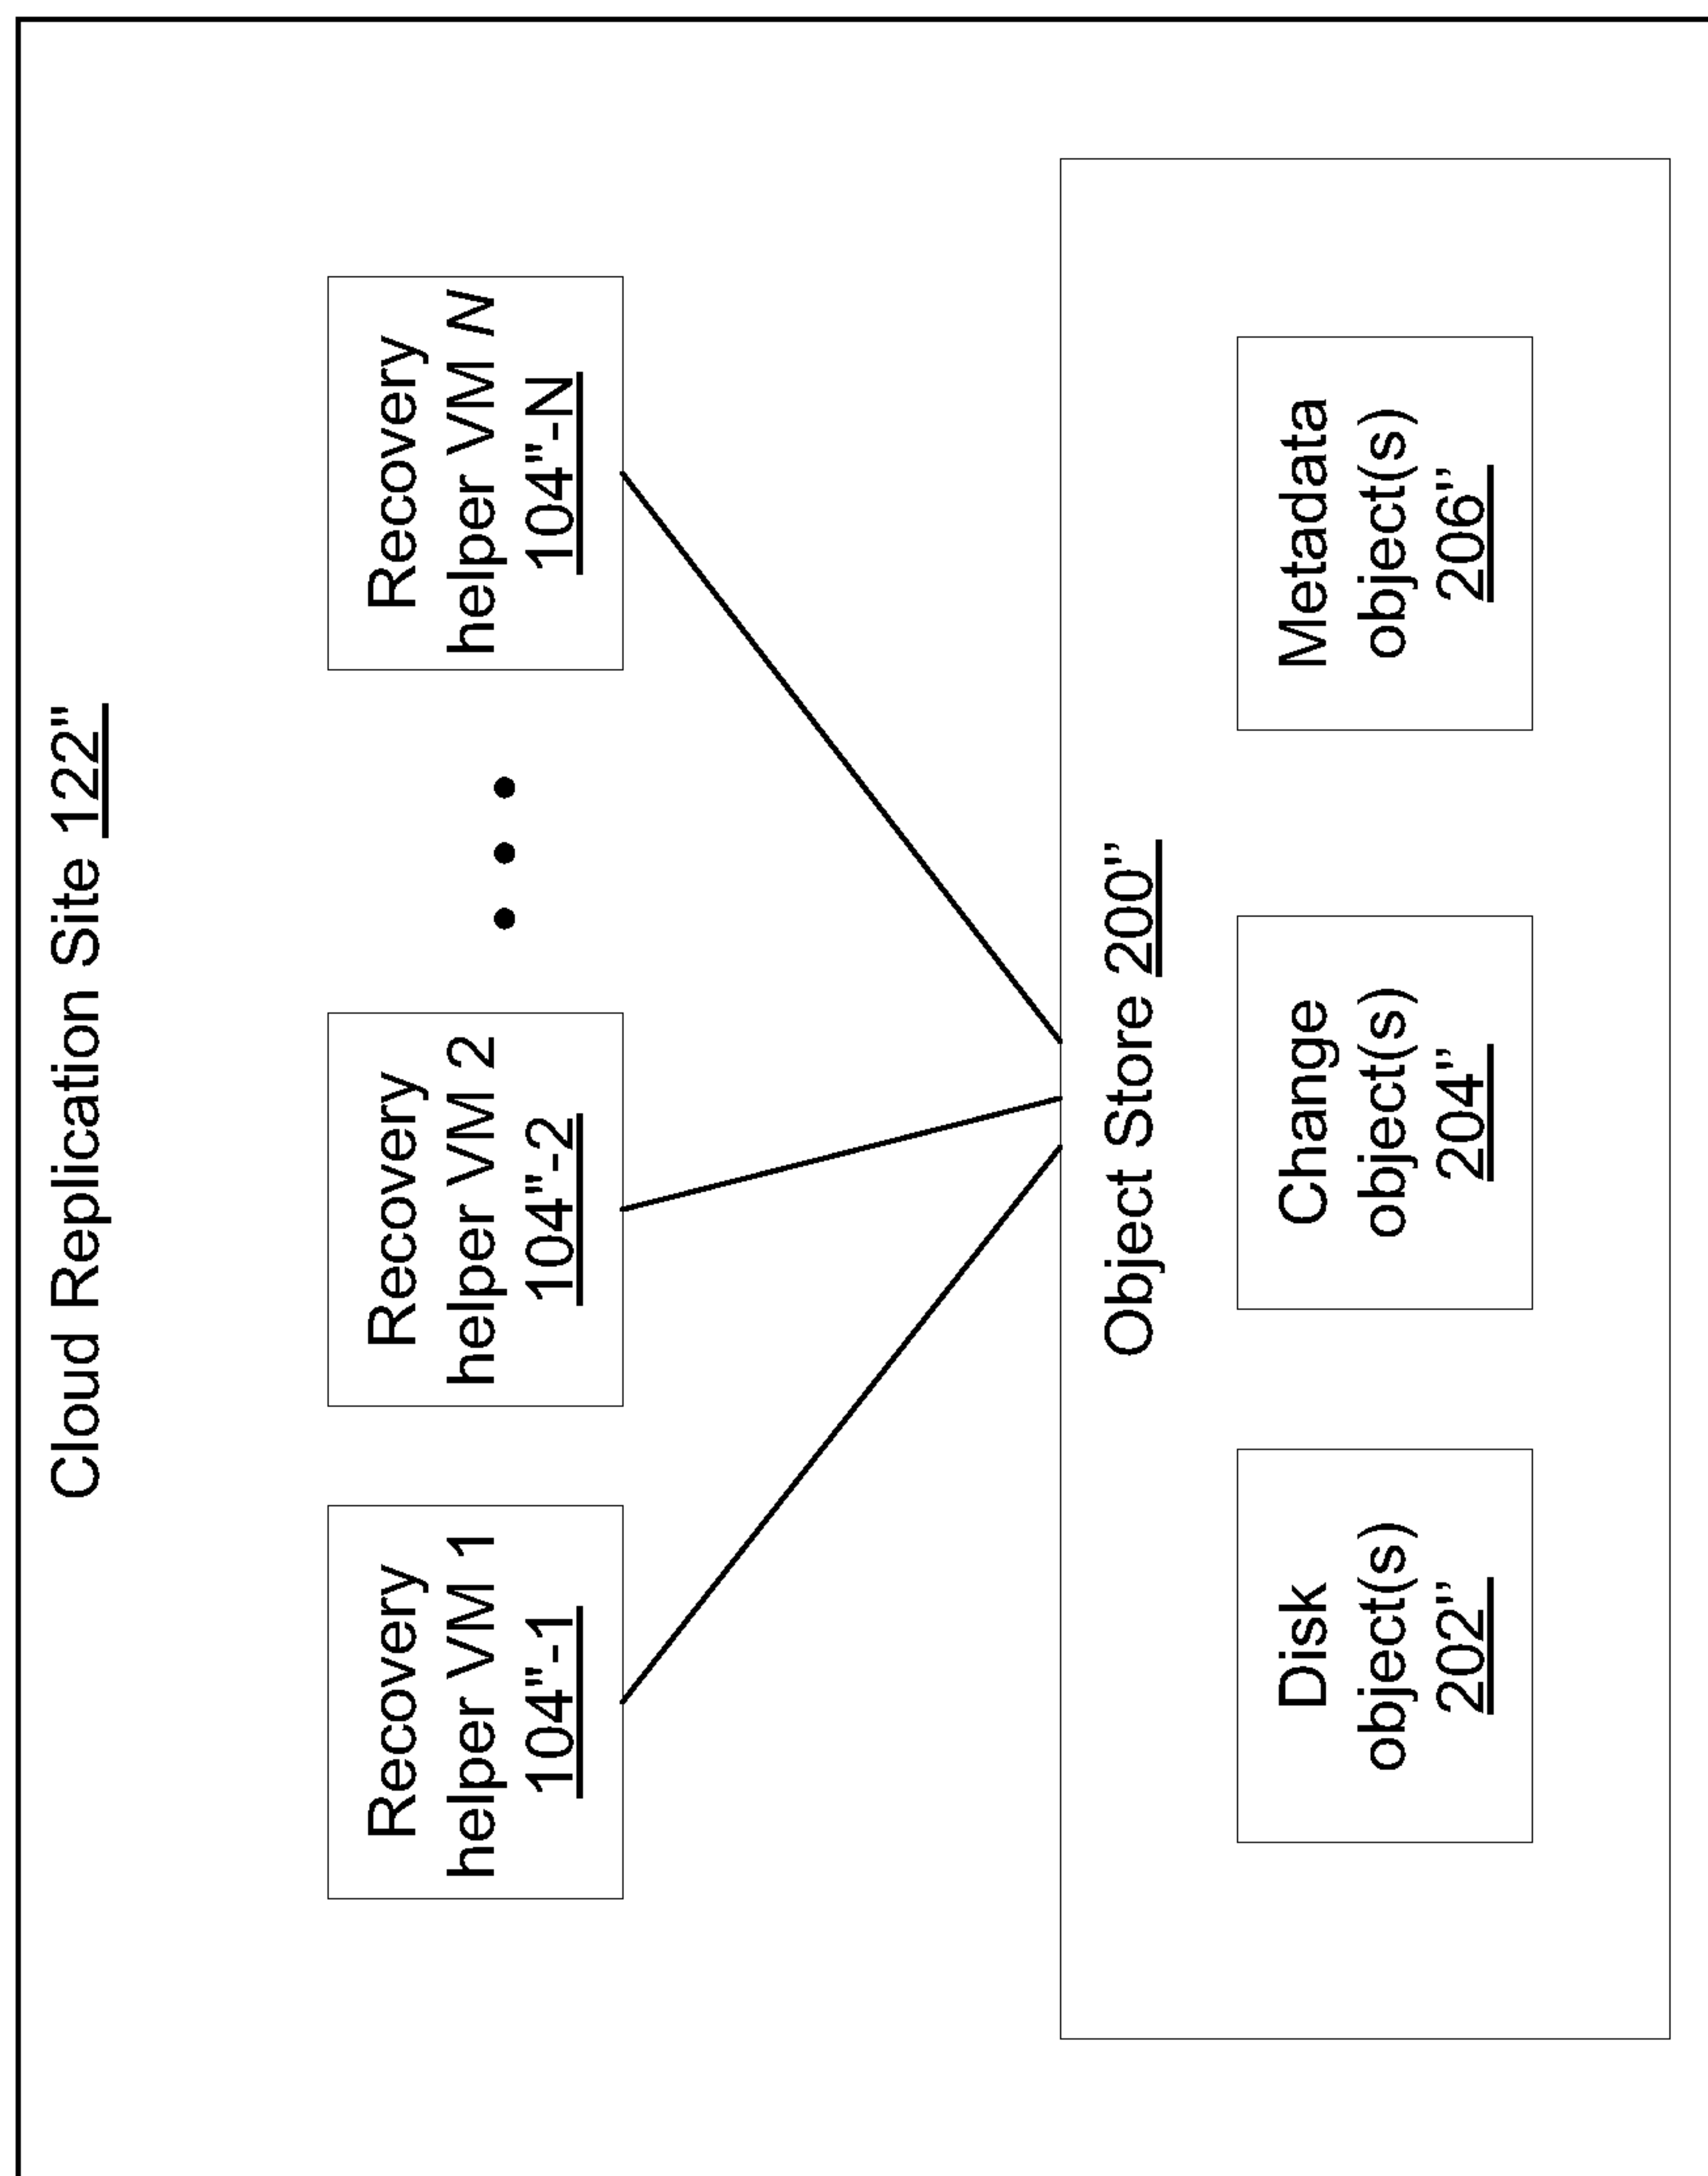 Cloud Replication Site 122"
Recovery
helper VM 1
104"-1
Recovery
helper VM 2
104"-2
Recovery
helper VM N
104"-N
Object Store 200”
Disk
object(s)
202”
Change
object(s)
204”
Metadata
object(s)
206”